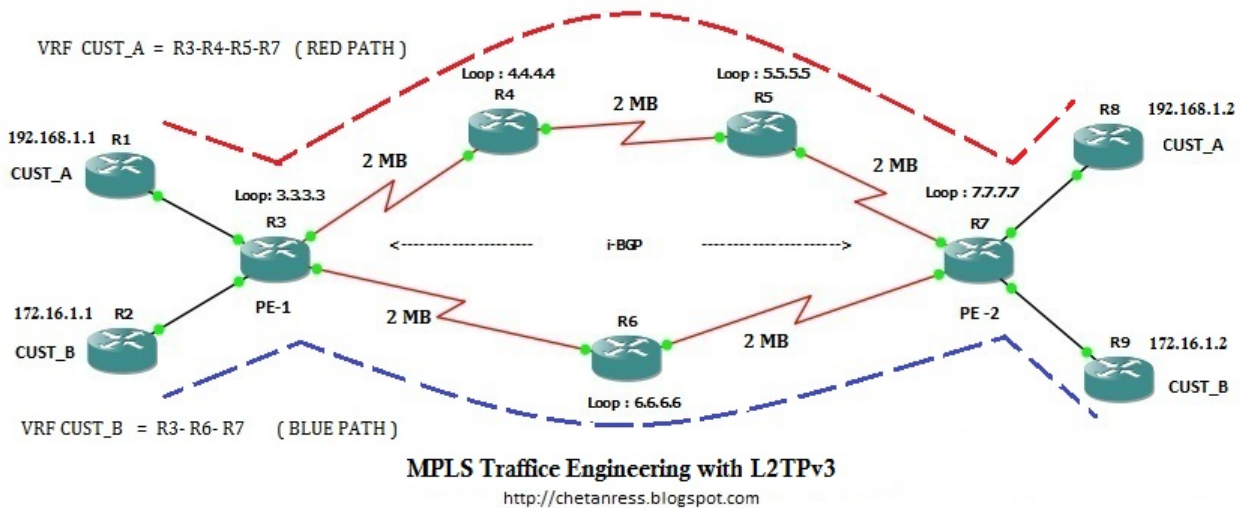 VRF CUST_A = R3-R4-R5-R7 ( RED PATH )
Loop : 4.4.4.4
R4
Loop : 5.5.5.5
R5
2 MB
192.168.1.1
R1
CUST_A
R8
192.168.1.2
CUST_A
2 MB
2 MB
Loop: 3.3.3.3
R3
Loop : 7.7.7.7
R7
<--------------------- i-BGP --------------------->
PE-1
PE -2
172.16.1.1
R2
CUST_B
2 MB
R6
2 MB
R9
172.16.1.2
CUST_B
Loop : 6.6.6.6
VRF CUST_B = R3- R6- R7 ( BLUE PATH )
MPLS Traffice Engineering with L2TPv3
http://chetanress.blogspot.com